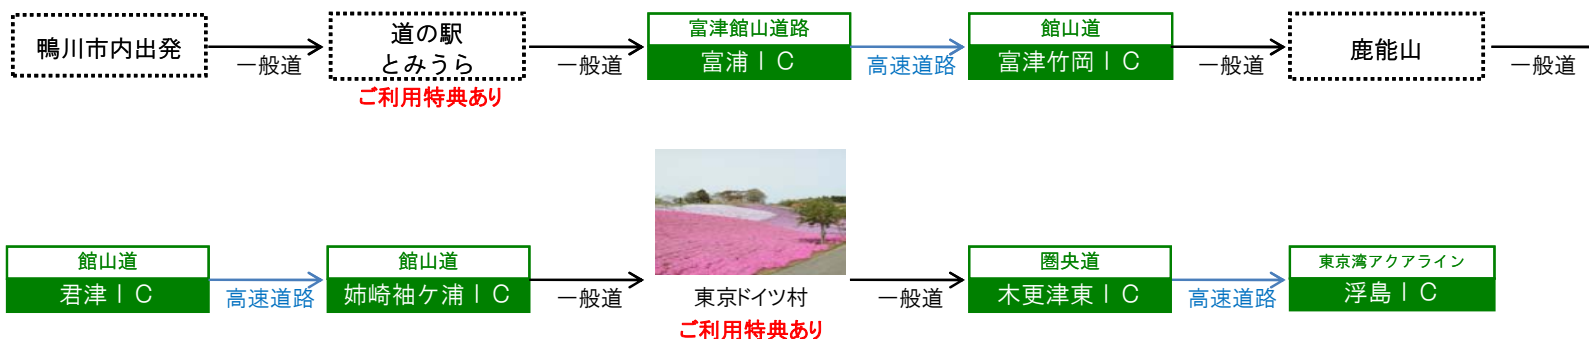 鴨川市内出発
一般道
道の駅
とみうら
ご利用特典あり
一般道
富津館山道路
富浦IC
高速道路
館山道
富津竹岡IC
一般道
鹿野山
一般道
館山道
君津IC
高速道路
館山道
姉崎袖ケ浦IC
一般道
東京ドイツ村
ご利用特典あり
一般道
圏央道
木更津東IC
高速道路
東京湾アクアライン
浮島IC